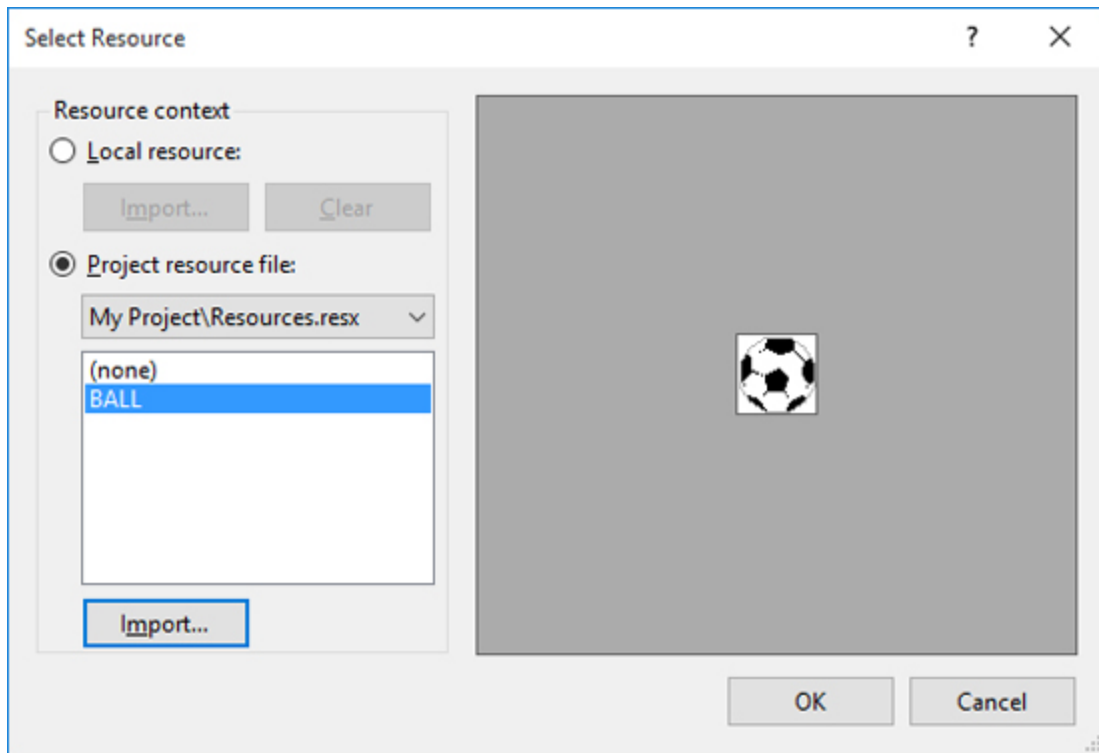 Select Resource
?
Resource context
Local resource:
Import... Clear
Project resource file:
My Project\Resources.resx
(none)
BALL
Import...
OK Cancel